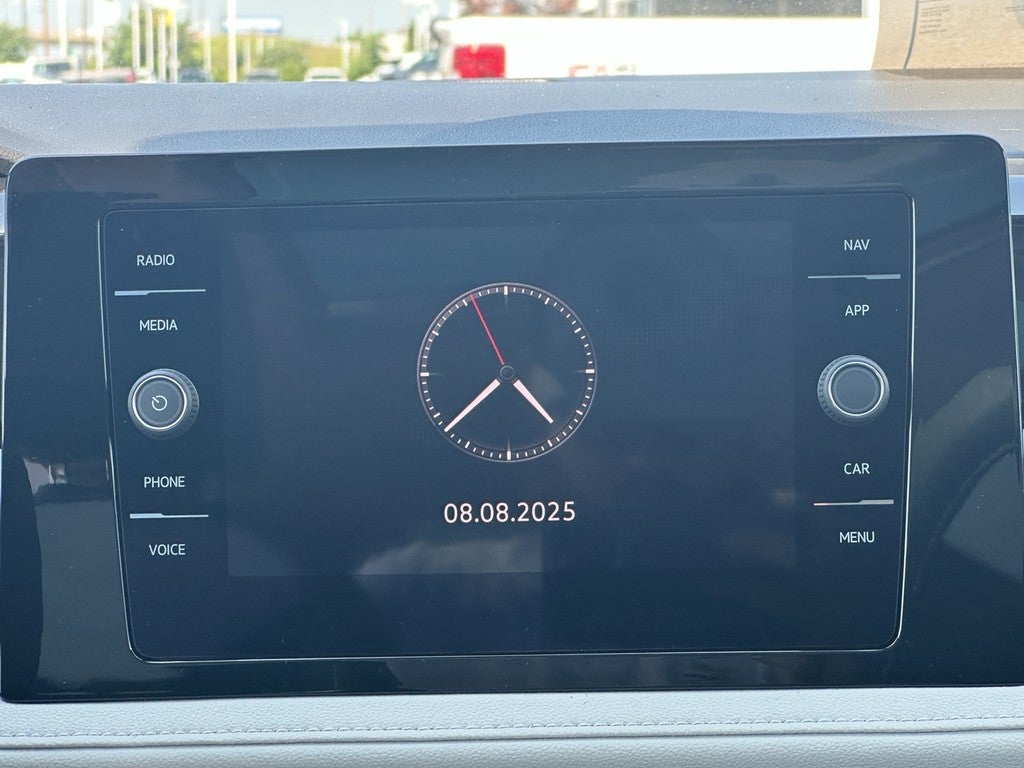 RADIO
MEDIA
PHONE
VOICE
08.08.2025
NAV
APP
CAR
MENU